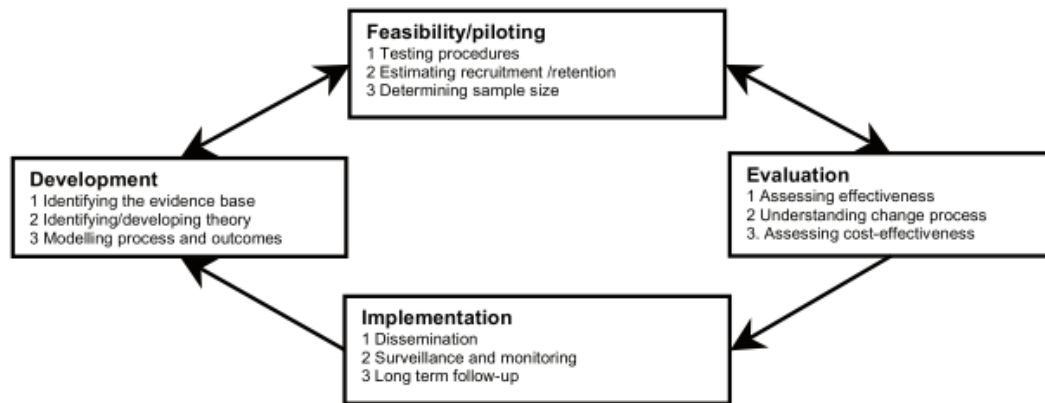 Feasibility/piloting
1 Testing procedures
2 Estimating recruitment /retention
3 Determining sample size
Development
1 Identifying the evidence base
2 Identifying/developing theory
3 Modelling process and outcomes
Evaluation
1 Assessing effectiveness
2 Understanding change process
3. Assessing cost-effectiveness
Implementation
1 Dissemination
2 Surveillance and monitoring
3 Long term follow-up